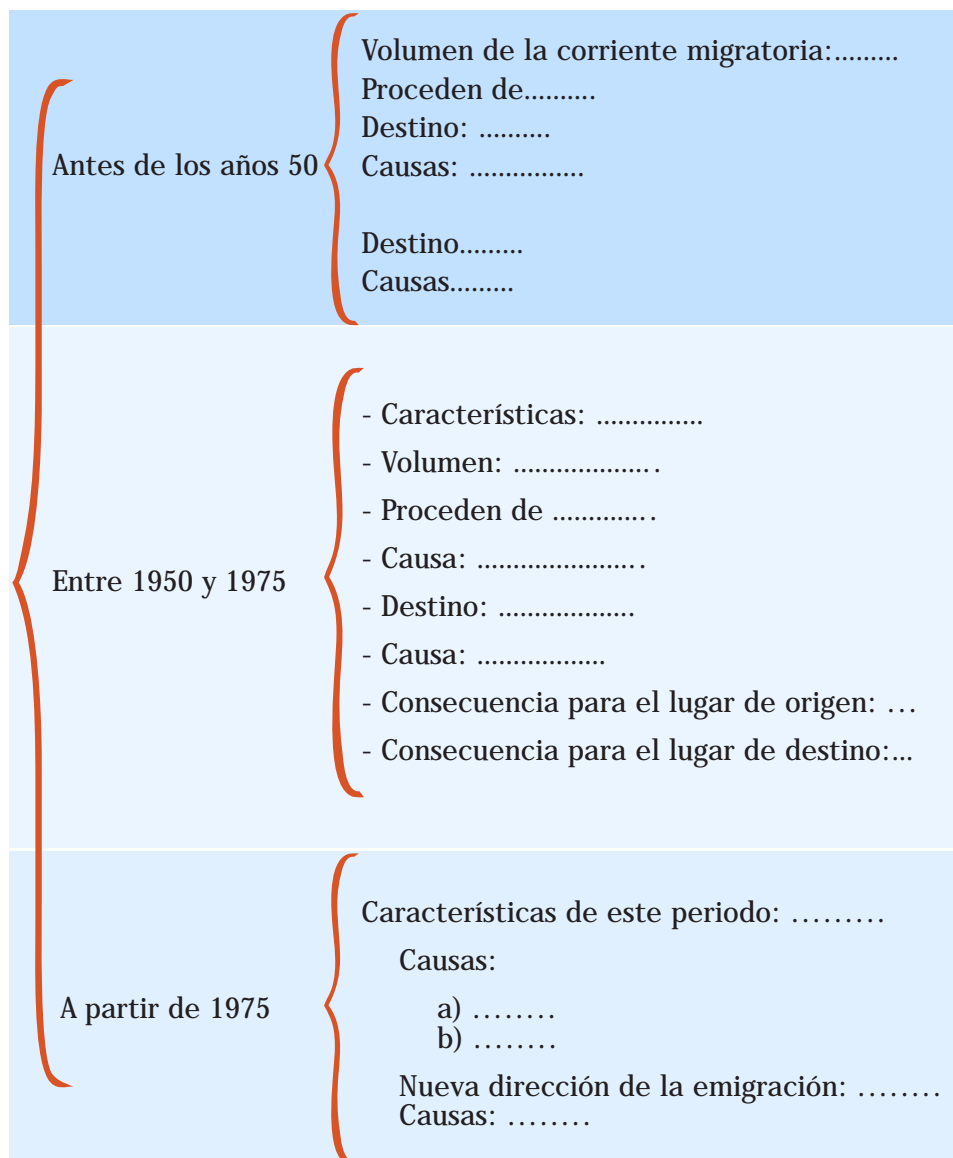 Volumen de la corriente migratoria:.........
Proceden de..........
Destino: ..........
Antes de los años 50
Causas: ................
Destino.........
Causas.........
- Características: ...............
- Volumen: ....................
- Proceden de ..............
- Causa: .......................
Entre 1950 y 1975
- Destino: ...................
- Causa: ..................
- Consecuencia para el lugar de origen: ...
- Consecuencia para el lugar de destino:...
Características de este periodo: .........
Causas:
A partir de 1975
a) ........
b) ........
Nueva dirección de la emigración: ........
Causas: ........